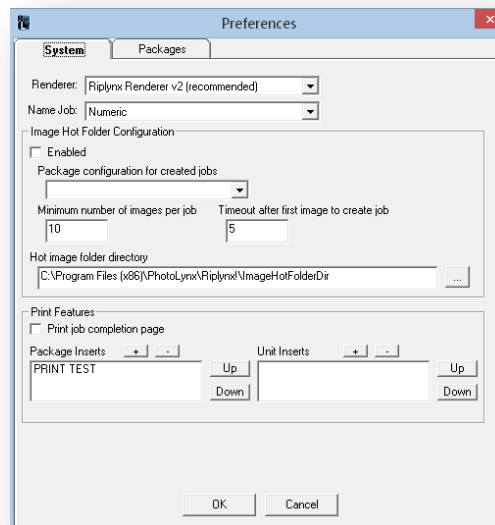 Preferences
System Packages
Renderer: Riplynx Renderer v2 (recommended)
Name Job: Numeric
Image Hot Folder Configuration
Enabled
Package configuration for created jobs
Minimum number of images per job Timeout after first image to create job
10 5
Hot image folder directory
C:\Program Files (x86)\PhotoLynx\Riplynx!\ImageHotFolderDir ...
Print Features
Print job completion page
Package Inserts + - Unit Inserts + -
PRINT TEST Up Up
Down Down
OK Cancel